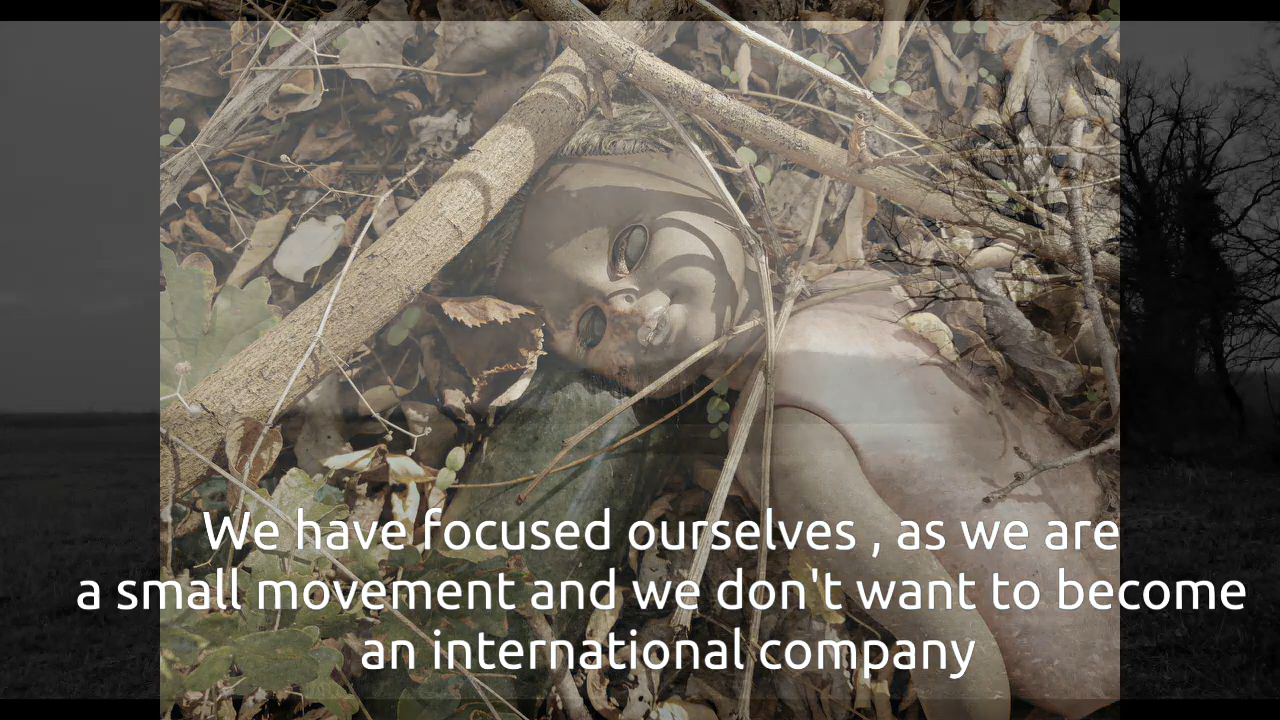 We have focused ourselves , as we are
a small movement and we don't want to become
an international company